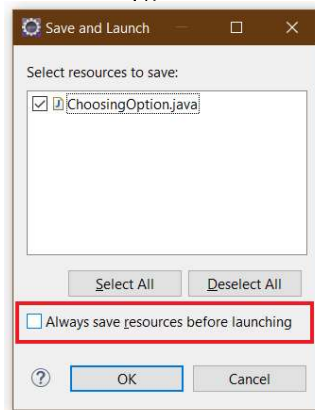 Save and Launch
Select resources to save:
ChoosingOption.java
Select All
Deselect All
Always save resources before launching
OK
Cancel